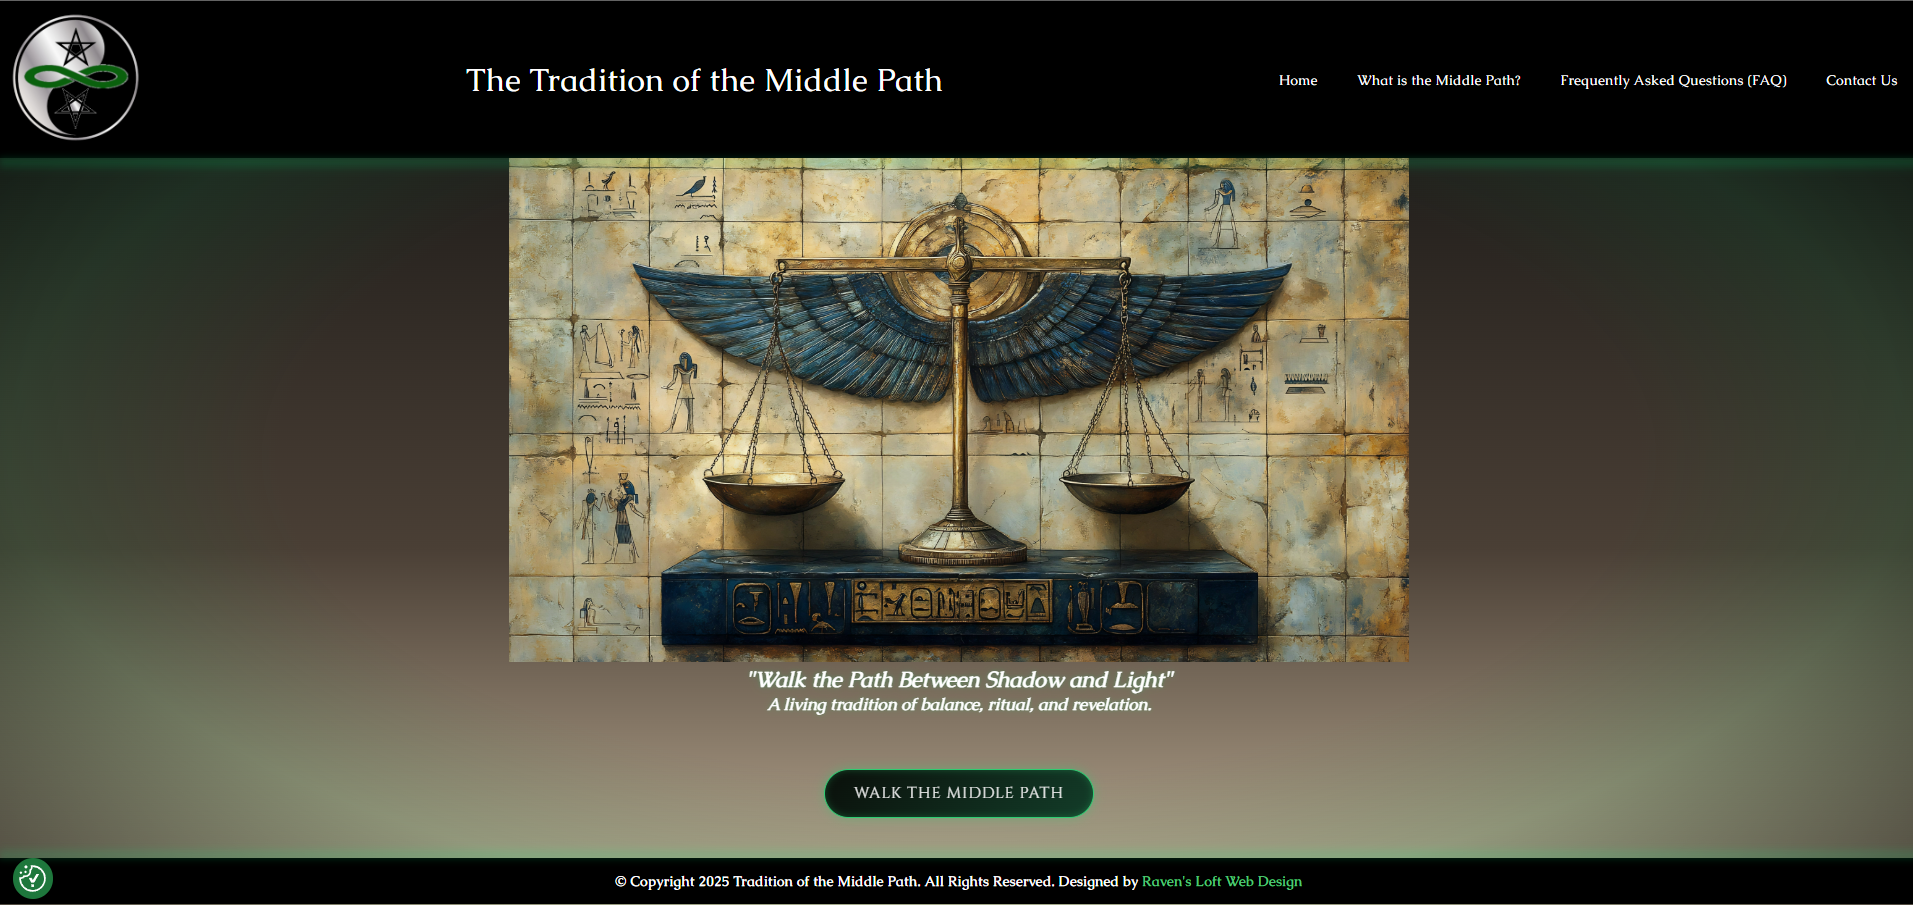 The Tradition of the Middle Path
Home
What is the Middle Path?
Frequently Asked Questions (FAQ)
Contact Us
"Walk the Path Between Shadow and Light"
A living tradition of balance, ritual, and revelation.
WALK THE MIDDLE PATH
© Copyright 2025 Tradition of the Middle Path. All Rights Reserved. Designed by Raven's Loft Web Design